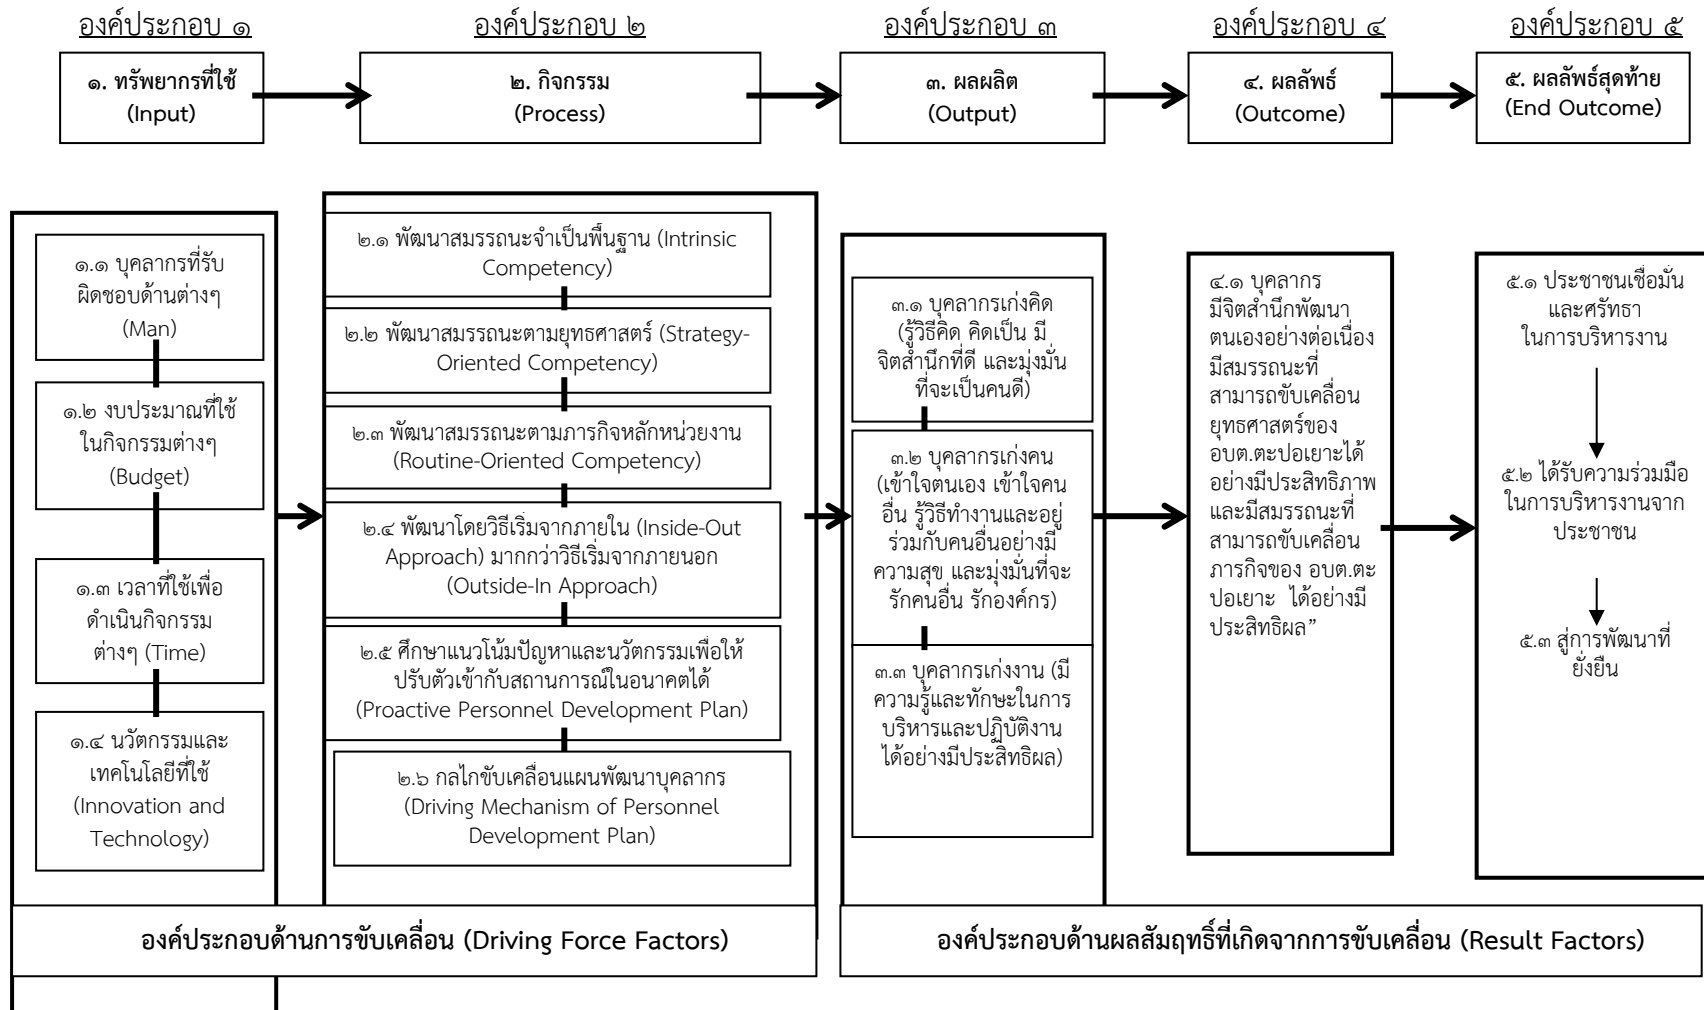 องค์ประกอบ ๑
องค์ประกอบ ๒
องค์ประกอบ ๓
องค์ประกอบ ๔
องค์ประกอบ ๕
๑. ทรัพยากรที่ใช้
(Input)
๒. กิจกรรม
(Process)
๓. ผลผลิต
(Output)
๔. ผลลัพธ์
(Outcome)
๕. ผลลัพธ์สุดท้าย
(End Outcome)
๑.๑ บุคลากรที่รับ
ผิดชอบด้านต่างๆ
(Man)
๑.๒ งบประมาณที่ใช้
ในกิจกรรมต่างๆ
(Budget)
๑.๓ เวลาที่ใช้เพื่อ
ดำเนินกิจกรรม
ต่างๆ (Time)
๑.๔ นวัตกรรมและ
เทคโนโลยีที่ใช้
(Innovation and
Technology)
๒.๑ พัฒนาสมรรถนะจำเป็นพื้นฐาน (Intrinsic
Competency)
๒.๒ พัฒนาสมรรถนะตามยุทธศาสตร์ (Strategy-
Oriented Competency)
๒.๓ พัฒนาสมรรถนะตามภารกิจหลักหน่วยงาน
(Routine-Oriented Competency)
๒.๔ พัฒนาโดยวิธีเริ่มจากภายใน (Inside-Out
Approach) มากกว่าวิธีเริ่มจากภายนอก
(Outside-In Approach)
๒.๕ ศึกษาแนวโน้มปัญหาและนวัตกรรมเพื่อให้
ปรับตัวเข้ากับสถานการณ์ในอนาคตได้
(Proactive Personnel Development Plan)
๒.๖ กลไกขับเคลื่อนแผนพัฒนาบุคลากร
(Driving Mechanism of Personnel
Development Plan)
๓.๑ บุคลากรเก่งคิด
(รู้วิธีคิด คิดเป็น มี
จิตสำนึกที่ดี และมุ่งมั่น
ที่จะเป็นคนดี)
๓.๒ บุคลากรเก่งคน
(เข้าใจตนเอง เข้าใจคน
อื่น รู้วิธีทำงานและอยู่
ร่วมกับคนอื่นอย่างมี
ความสุข และมุ่งมั่นที่จะ
รักคนอื่น รักองค์กร)
๓.๓ บุคลากรเก่งงาน (มี
ความรู้และทักษะในการ
บริหารและปฏิบัติงาน
ได้อย่างมีประสิทธิผล)
๔.๑ บุคลากร
มีจิตสำนึกพัฒนา
ตนเองอย่างต่อเนื่อง
มีสมรรถนะที่
สามารถขับเคลื่อน
ยุทธศาสตร์ของ
อบต.ตะปอเยาะได้
อย่างมีประสิทธิภาพ
และมีสมรรถนะที่
สามารถขับเคลื่อน
ภารกิจของ อบต.ตะ
ปอเยาะ ได้อย่างมี
ประสิทธิผล”
๕.๑ ประชาชนเชื่อมั่น
และศรัทธา
ในการบริหารงาน
๕.๒ ได้รับความร่วมมือ
ในการบริหารงานจาก
ประชาชน
๕.๓ สู่การพัฒนาที่
ยั่งยืน
องค์ประกอบด้านการขับเคลื่อน (Driving Force Factors)
องค์ประกอบด้านผลสัมฤทธิ์ที่เกิดจากการขับเคลื่อน (Result Factors)